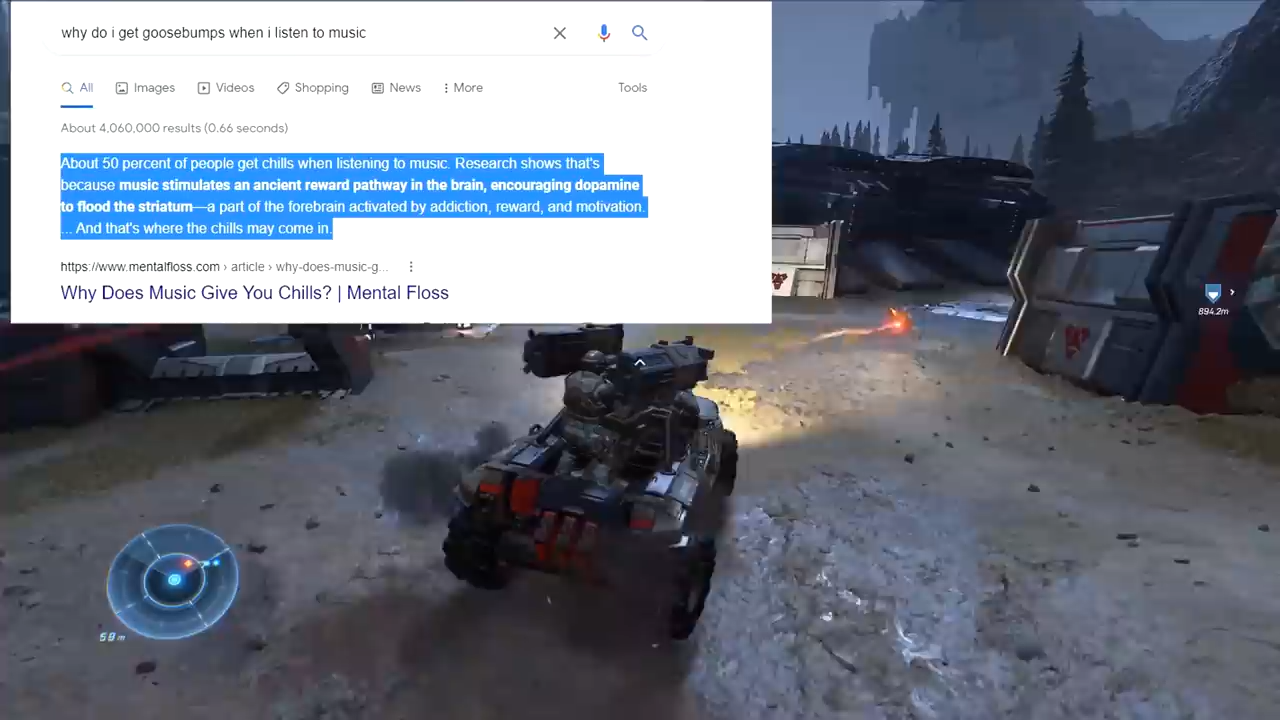 why do i get goosebumps when i listen to music
All Images Videos Shopping News More Tools
About 4,060,000 results (0.66 seconds)
About 50 percent of people get chills when listening to music. Research shows that's
because music stimulates an ancient reward pathway in the brain, encouraging dopamine
to flood the striatum—a part of the forebrain activated by addiction, reward, and motivation.
... And that's where the chills may come in.
https://www.mentalfloss.com › article › why-does-music-g...
Why Does Music Give You Chills? | Mental Floss
894.2m
59 m